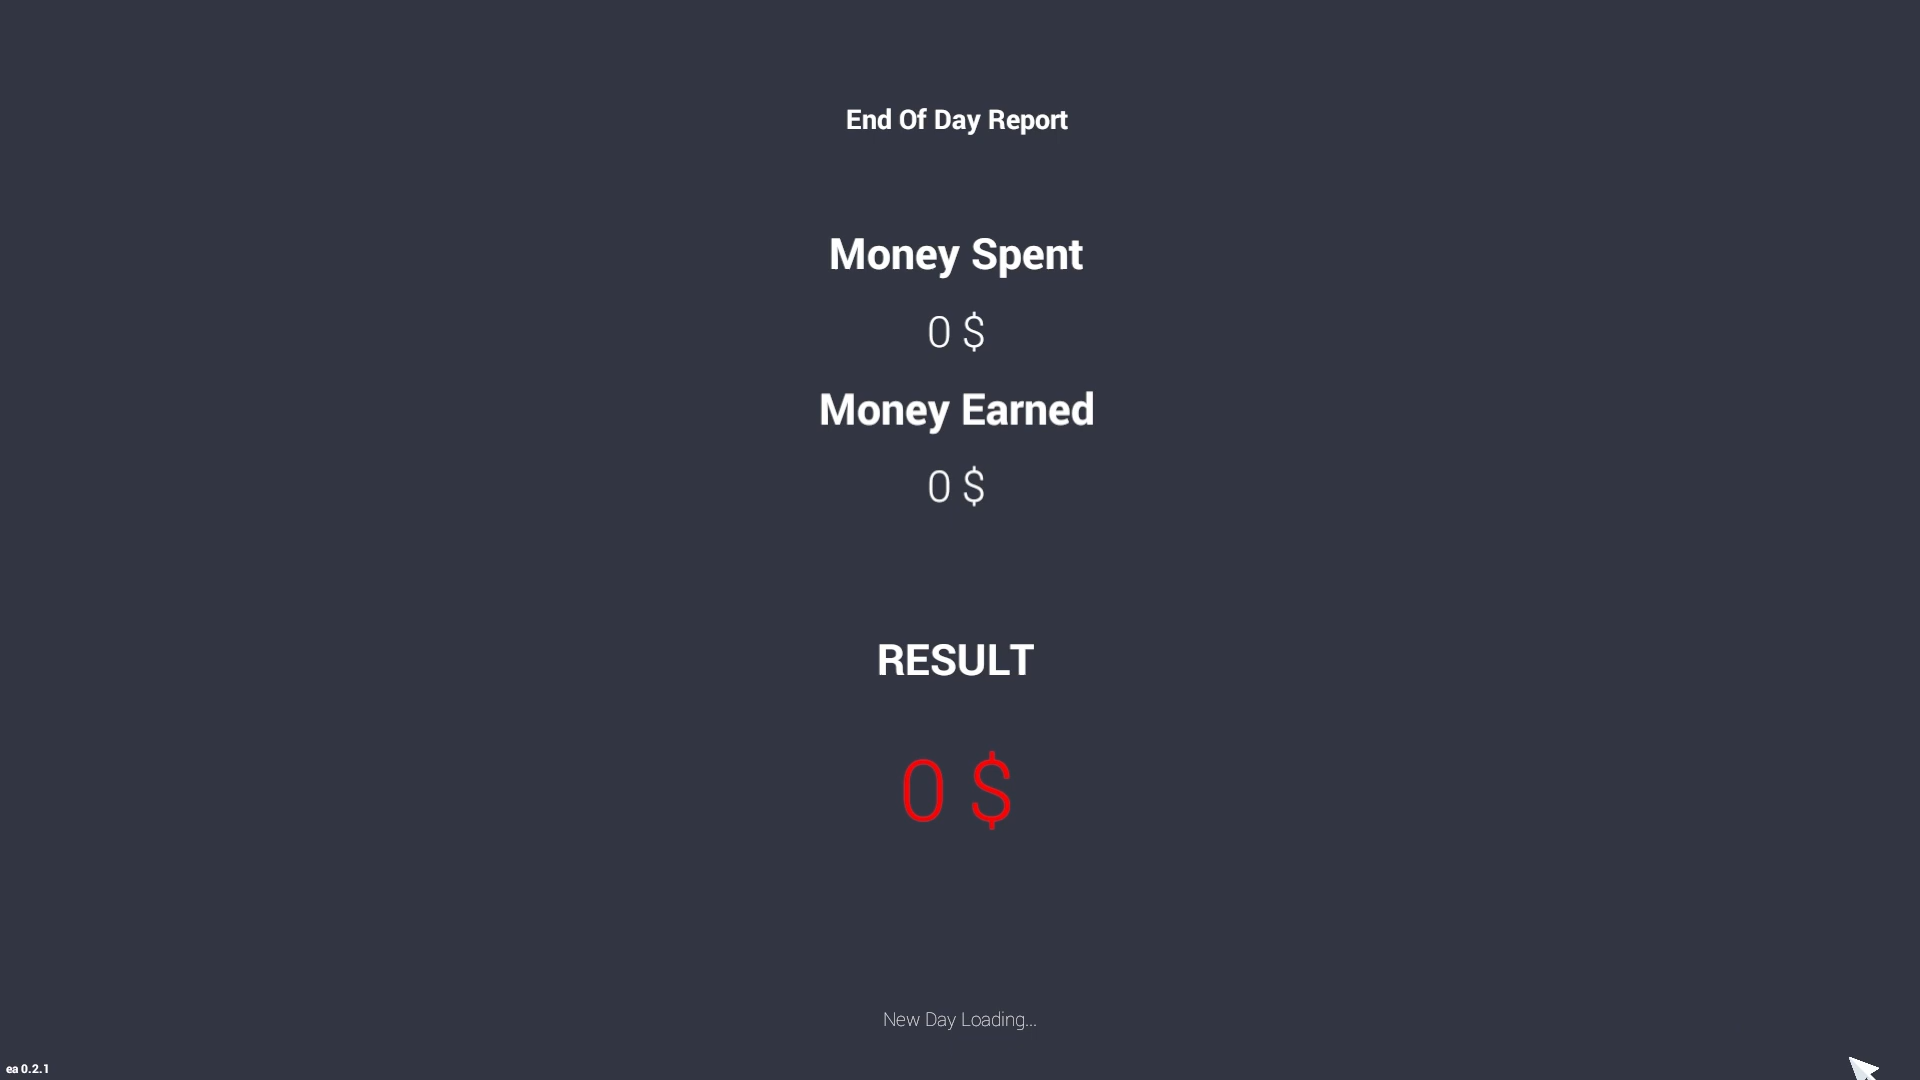 End Of Day Report
Money Spent
0 $
Money Earned
0 $
RESULT
0 $
New Day Loading...
ea 0.2.1